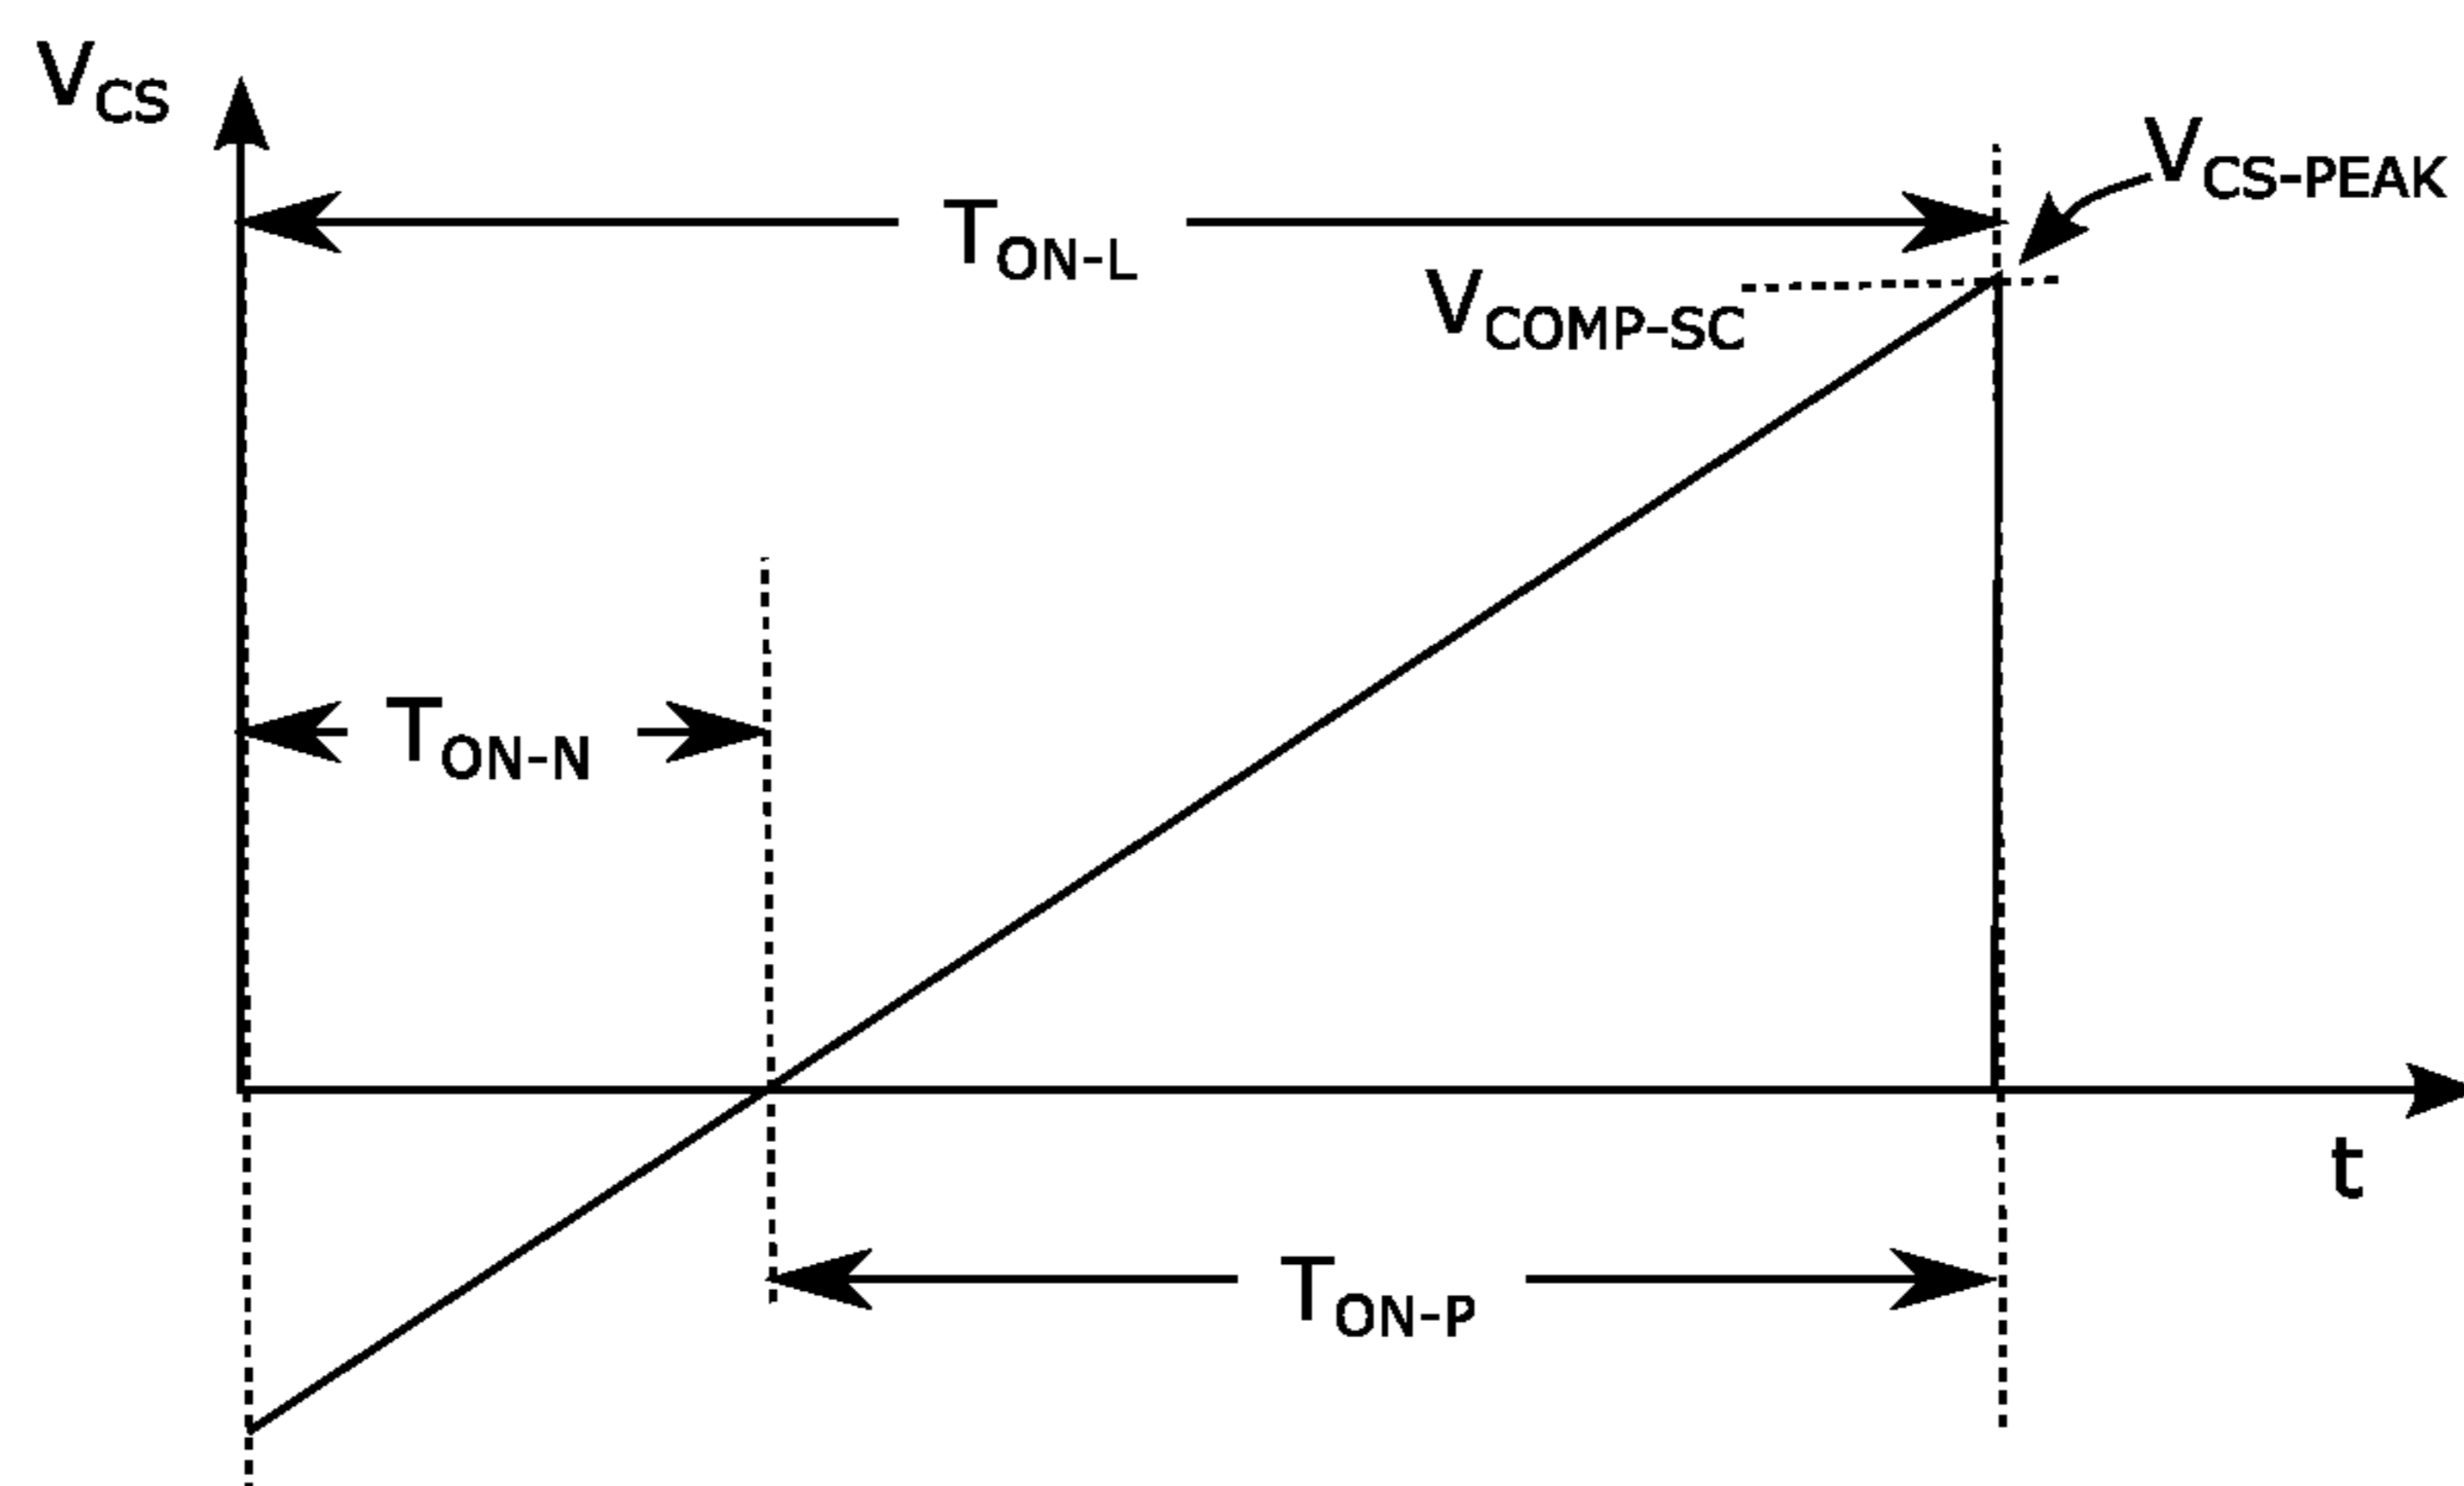 VCS
VCS-PEAK
TON-L
VCOMP-SC
TON-N
t
TON-P